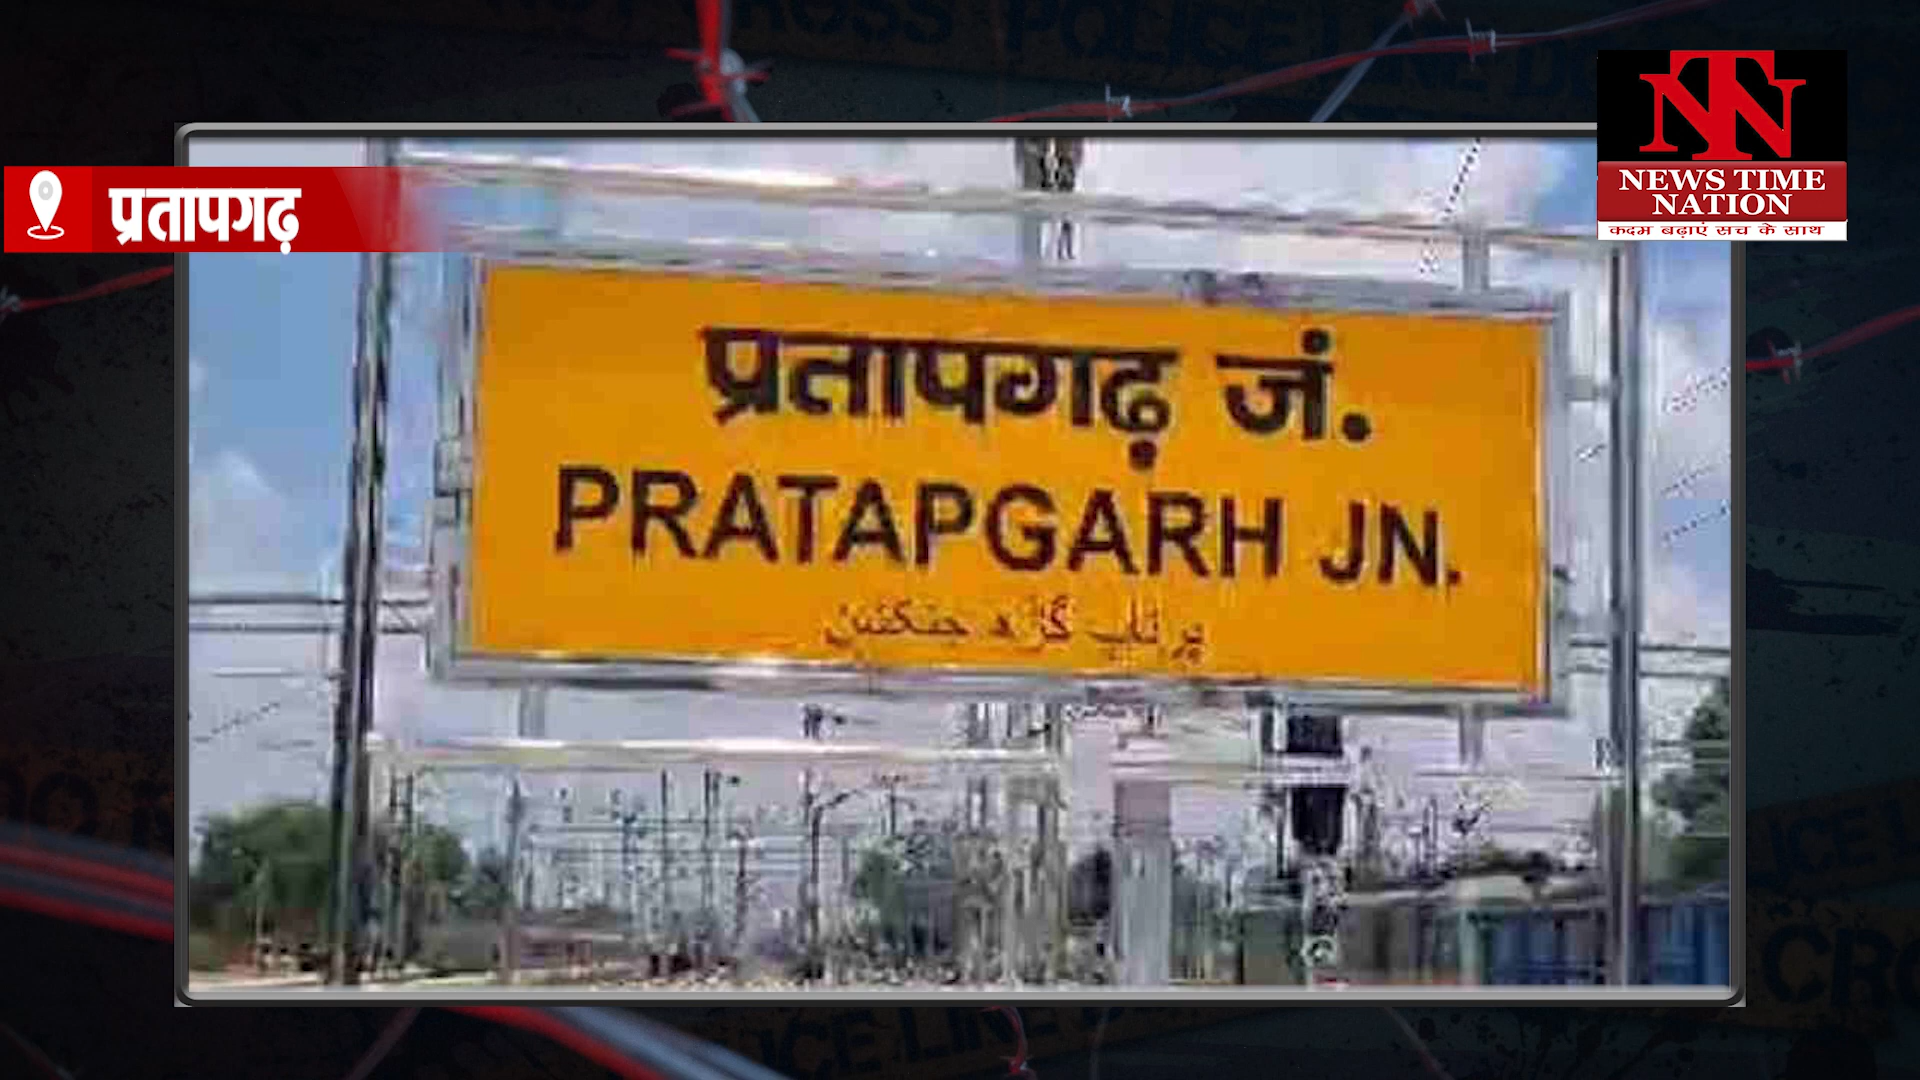 NTN
NEWS TIME
NATION
कदम बढ़ाएं सच के साथ
प्रतापगढ़
प्रतापगढ़ जं.
PRATAPGARH JN.
پرتاپ گڑھ جنکشن